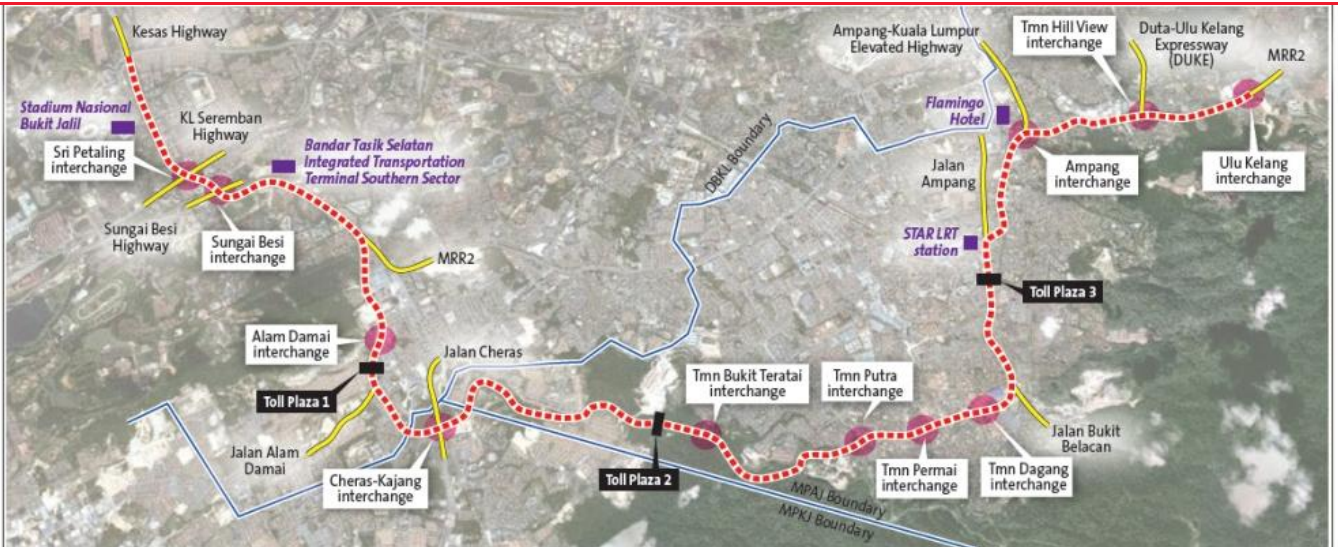 Kesas Highway
Stadium Nasional
Bukit Jalil
KL Seremban
Highway
Sri Petaling
interchange
Bandar Tasik Selatan
Integrated Transportation
Terminal Southern Sector
Sungai Besi
Highway
Sungai Besi
interchange
MRR2
Alam Damai
interchange
Toll Plaza 1
Jalan Cheras
Jalan Alam
Damai
Cheras-Kajang
interchange
DBKL Boundary
Toll Plaza 2
Tmn Bukit Teratai
interchange
Tmn Putra
interchange
Tmn Permai
interchange
Tmn Dagang
interchange
Jalan Bukit
Belacan
MPAJ Boundary
MPKJ Boundary
Toll Plaza 3
STAR LRT
station
Jalan
Ampang
Flamingo
Hotel
Ampang-Kuala Lumpur
Elevated Highway
Ampang
interchange
Tmn Hill View
interchange
Duta-Ulu Kelang
Expressway
(DUKE)
MRR2
Ulu Kelang
interchange